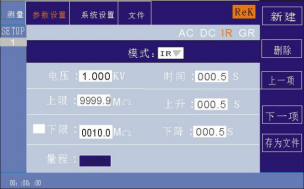 测量 参数设置 系统设置 文件 ReK 新建
SETUP AC DC IR GR
1 模式: IR 删除
电压: 1.000 KV 时间: 000.5 S 上一项
上限: 9999.9 MΩ 上升: 000.5 S
下限: 0010.0 MΩ 下降: 000.5 S 下一项
量程: 存为文件
00:00:00